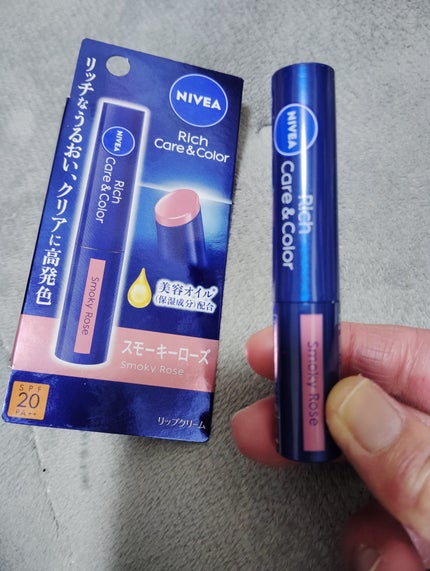 リッチなうるおい、クリアに高発色
NIVEA
Rich
Care & Color
NIVEA
Rich
Care & Color
Smoky Rose
美容オイル*
(保湿成分)配合
スモーキーローズ
Smoky Rose
SPF
20
PA++
リップクリーム
NIVEA
Rich
Care & Color
Smoky Rose